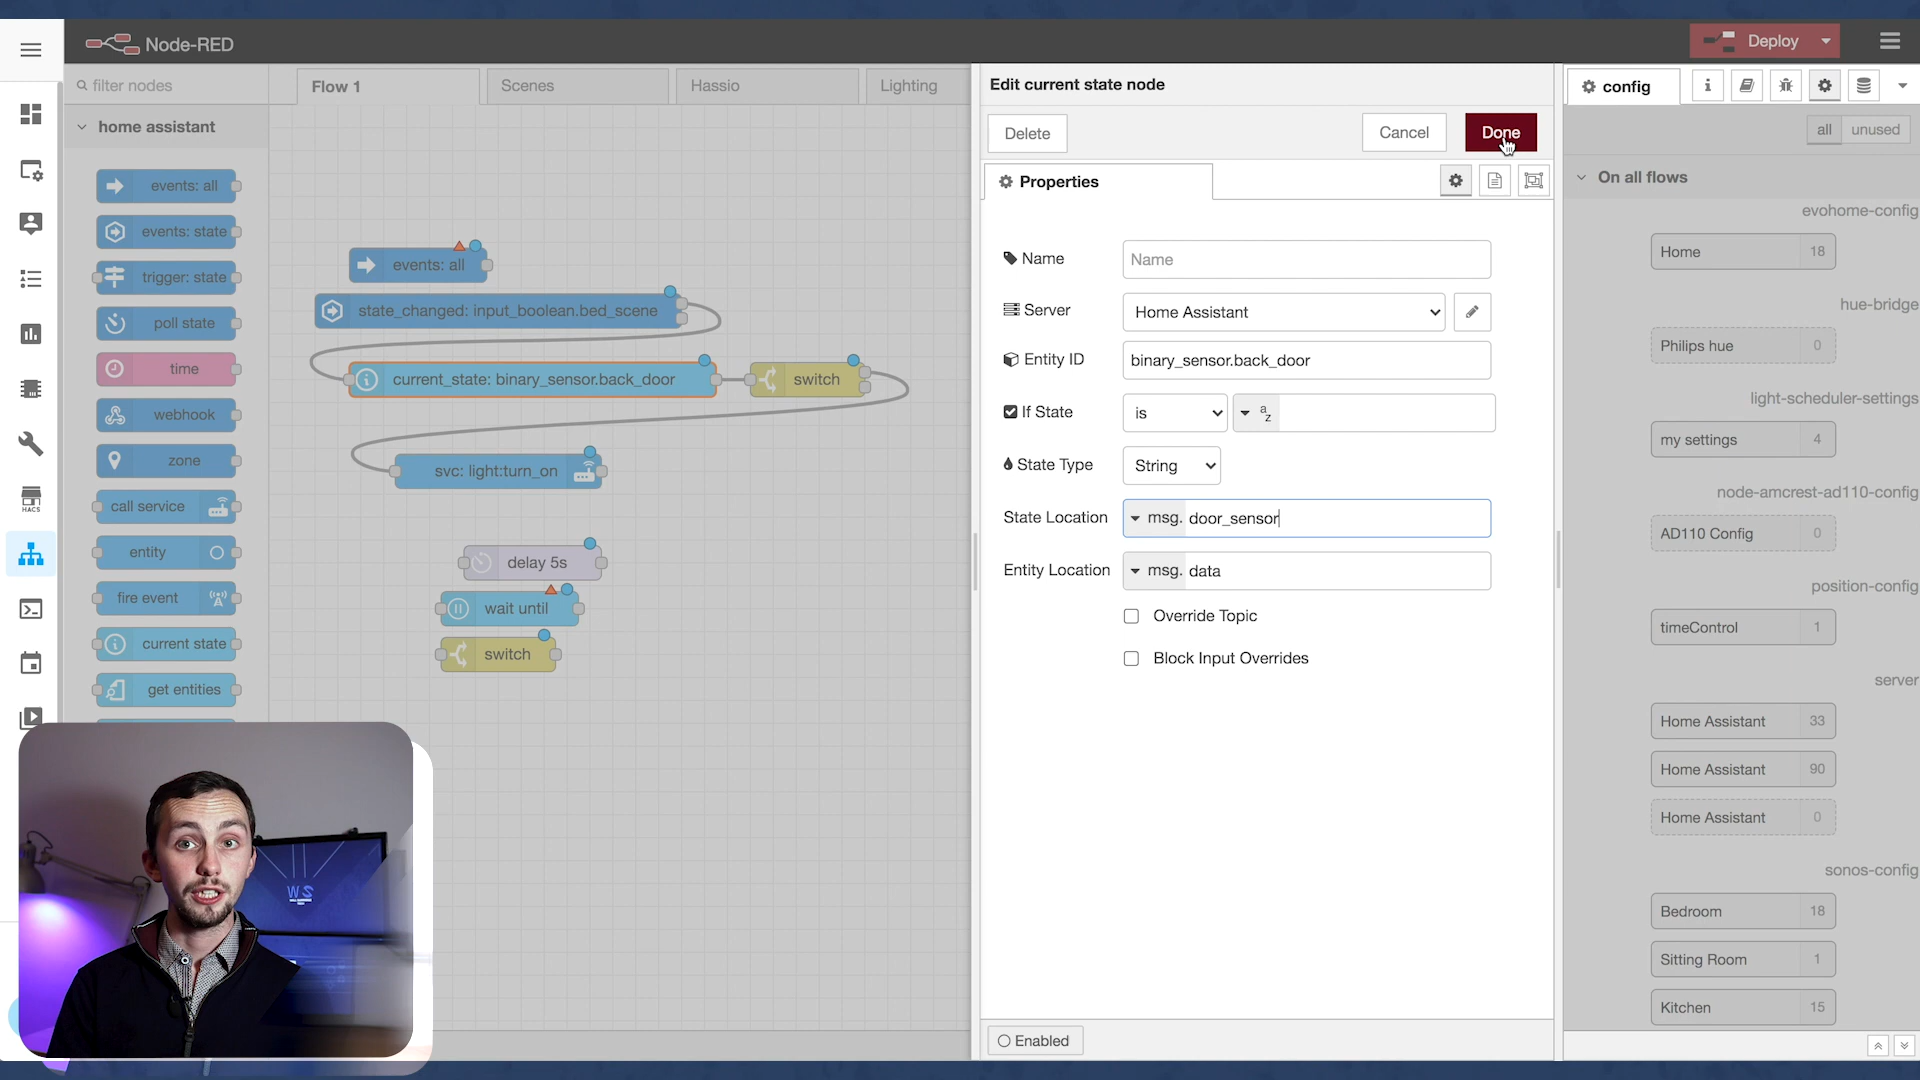 Node-RED
Deploy
filter nodes
Flow 1
Scenes
Hassio
Lighting
Edit current state node
config
Delete
Cancel
Done
all
unused
home assistant
Properties
On all flows
events: all
events: state
trigger: state
poll state
time
webhook
zone
call service
entity
fire event
current state
get entities
HACS
events: all
state_changed: input_boolean.bed_scene
current_state: binary_sensor.back_door
switch
svc: light:turn_on
delay 5s
wait until
switch
Name
Name
Server
Home Assistant
Entity ID
binary_sensor.back_door
If State
is
a
z
State Type
String
State Location
msg. door_sensor
Entity Location
msg. data
Override Topic
Block Input Overrides
Enabled
evohome-config
Home 18
hue-bridge
Philips hue 0
light-scheduler-settings
my settings 4
node-amcrest-ad110-config
AD110 Config 0
position-config
timeControl 1
server
Home Assistant 33
Home Assistant 90
Home Assistant 0
sonos-config
Bedroom 18
Sitting Room 1
Kitchen 15
WS